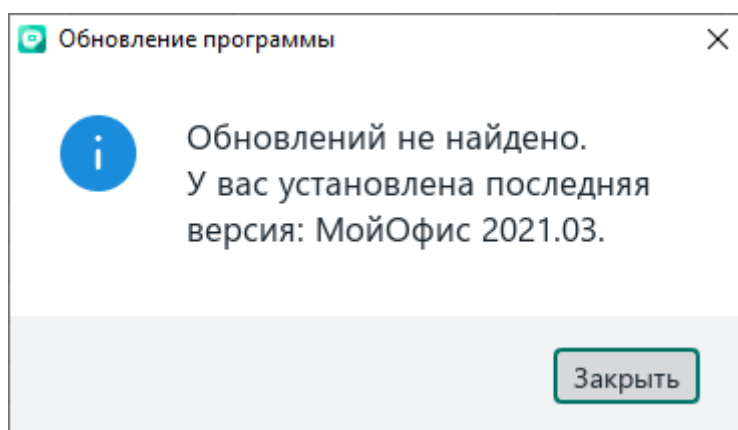 Обновление программы
Обновлений не найдено.
У вас установлена последняя
версия: МойОфис 2021.03.
Закрыть